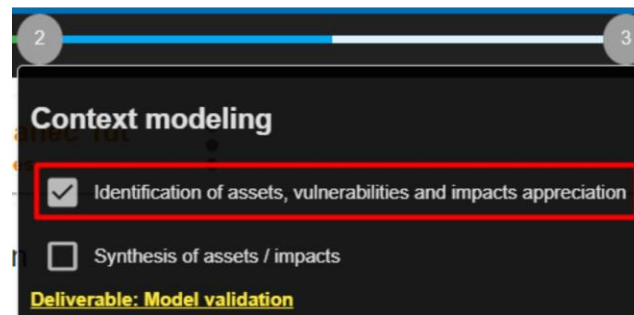 2
3
Context modeling
Identification of assets, vulnerabilities and impacts appreciation
Synthesis of assets / impacts
Deliverable: Model validation